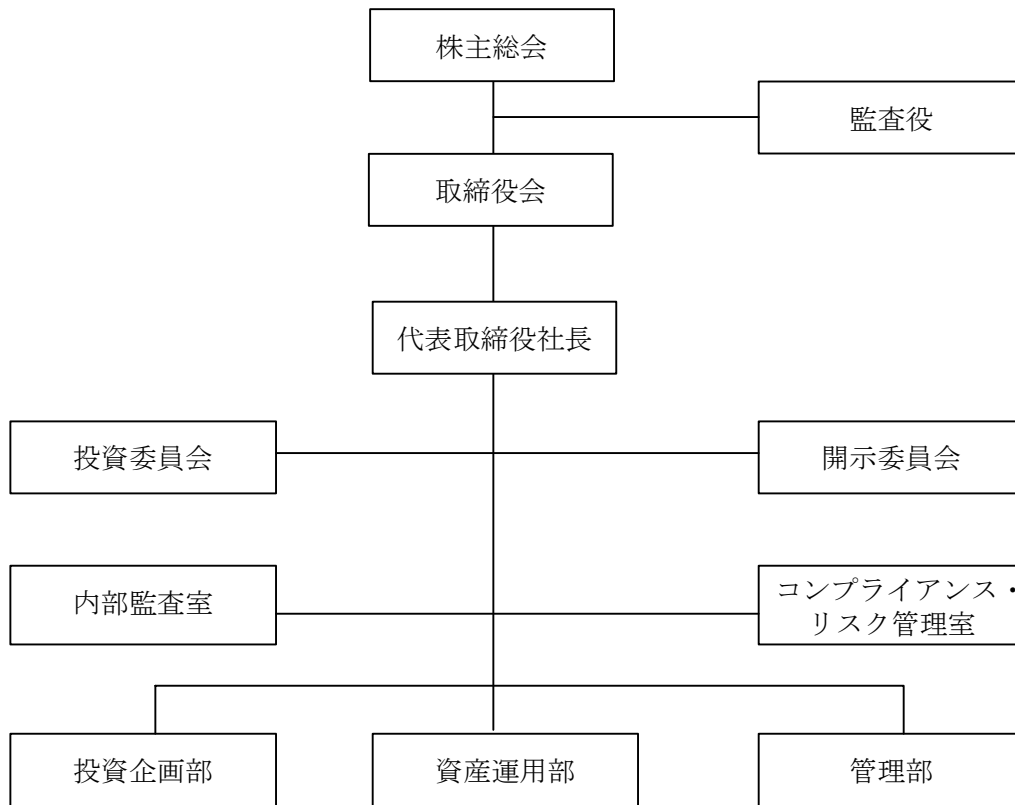 株主総会
監査役
取締役会
代表取締役社長
投資委員会
開示委員会
内部監査室
コンプライアンス・
リスク管理室
投資企画部
資産運用部
管理部